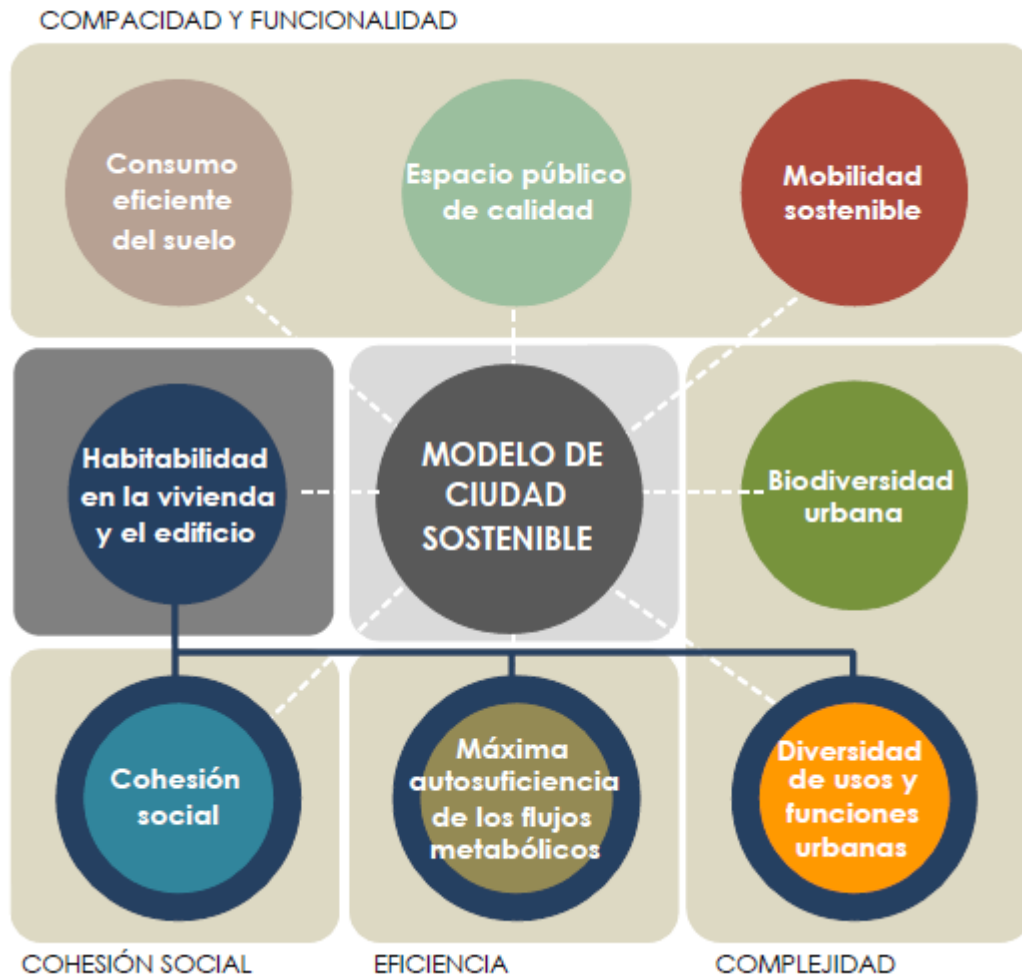 COMPACIDAD Y FUNCIONALIDAD
Consumo
eficiente
del suelo
Espacio público
de calidad
Mobilidad
sostenible
Habitabilidad
en la vivienda
y el edificio
MODELO DE
CIUDAD
SOSTENIBLE
Biodiversidad
urbana
Cohesión
social
Máxima
autosuficiencia
de los flujos
metabólicos
Diversidad
de usos y
funciones
urbanas
COHESIÓN SOCIAL
EFICIENCIA
COMPLEJIDAD